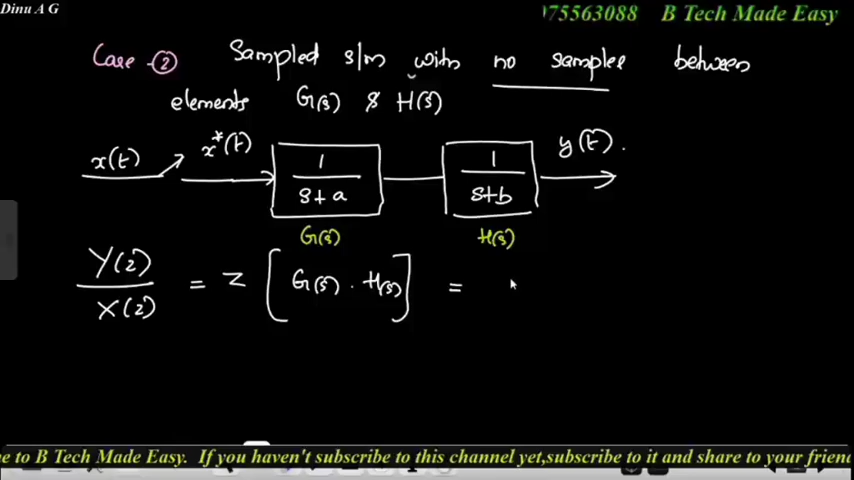 Dinu A G
975563088 B Tech Made Easy
Case -② Sampled s/m with no sampler between
elements G(s) & H(s)
x(t) x*(t) 1/(s+a) 1/(s+b) y(t).
G(s) H(s)
Y(z)/X(z) = Z [G(s) . H(s)] =
e to B Tech Made Easy. If you haven't subscribe to this channel yet,subscribe to it and share to your friend